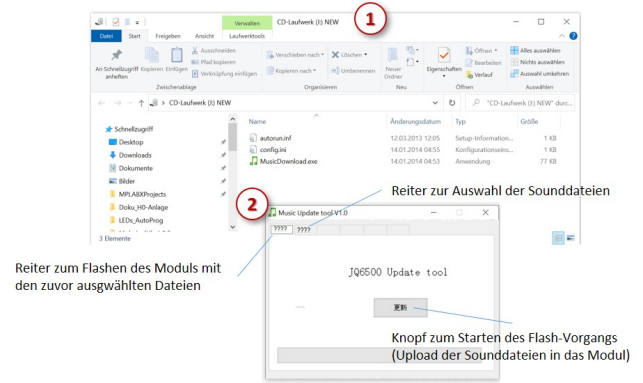 Verwalten CD-Laufwerk (J:) NEW
1
Datei Start Freigeben Ansicht Laufwerktools
An Schnellzugriff anheften
Kopieren Einfügen
Ausschneiden
Pfad kopieren
Verknüpfung einfügen
Zwischenablage
Verschieben nach Löschen
Kopieren nach Umbenennen
Organisieren
Neuer Ordner
Neu
Eigenschaften
Öffnen
Bearbeiten
Verlauf
Öffnen
Alles auswählen
Nichts auswählen
Auswahl umkehren
Auswählen
CD-Laufwerk (J:) NEW
"CD-Laufwerk (J:) NEW" durc...
Name Änderungsdatum Typ Größe
autorun.inf 12.03.2013 12:05 Setup-Information... 1 KB
config.ini 14.01.2014 04:55 Konfigurationseins... 1 KB
MusicDownload.exe 14.01.2014 04:53 Anwendung 77 KB
Schnellzugriff
Desktop
Downloads
Dokumente
Bilder
MPLABXProjects
Doku_H0-Anlage
LEDs_AutoProg
3 Elemente
2
Reiter zur Auswahl der Sounddateien
Music Update tool V1.0
???? ????
Reiter zum Flashen des Moduls mit
den zuvor ausgwählten Dateien
JQ6500 Update tool
更新
Knopf zum Starten des Flash-Vorgangs
(Upload der Sounddateien in das Modul)